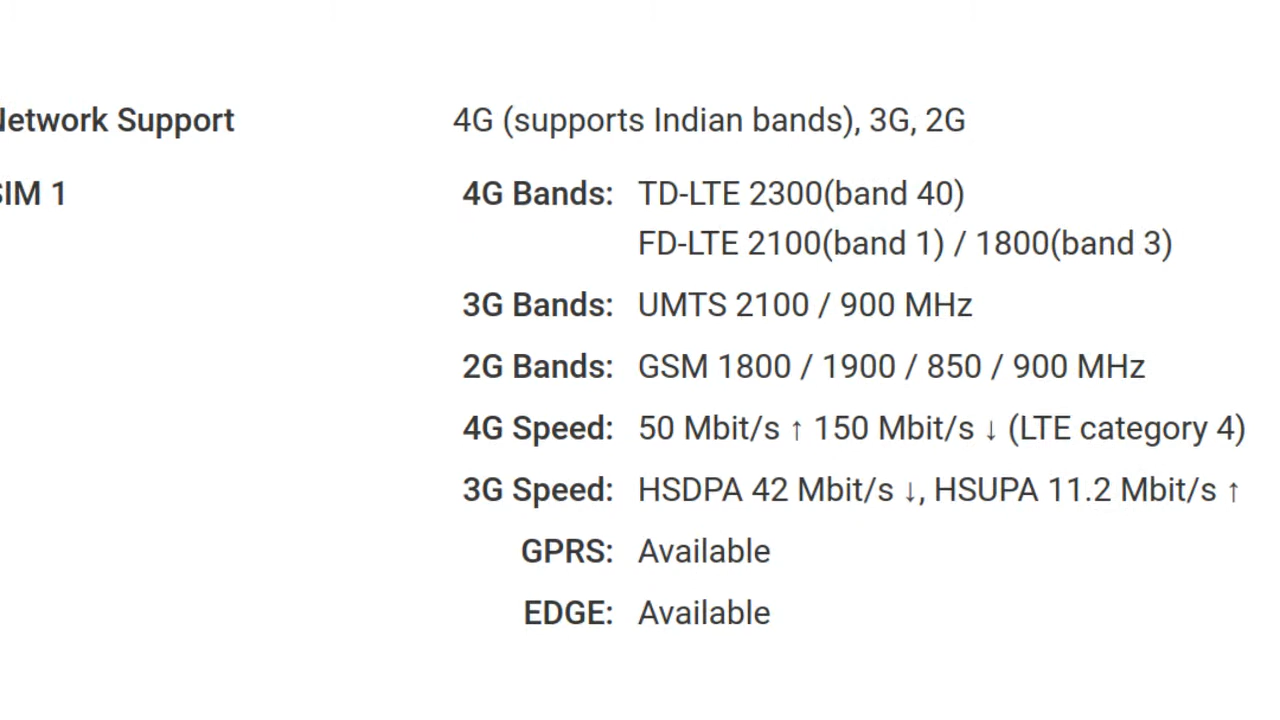 Network Support 4G (supports Indian bands), 3G, 2G
SIM 1 4G Bands: TD-LTE 2300(band 40)
FD-LTE 2100(band 1) / 1800(band 3)
3G Bands: UMTS 2100 / 900 MHz
2G Bands: GSM 1800 / 1900 / 850 / 900 MHz
4G Speed: 50 Mbit/s ↑ 150 Mbit/s ↓ (LTE category 4)
3G Speed: HSDPA 42 Mbit/s ↓, HSUPA 11.2 Mbit/s ↑
GPRS: Available
EDGE: Available